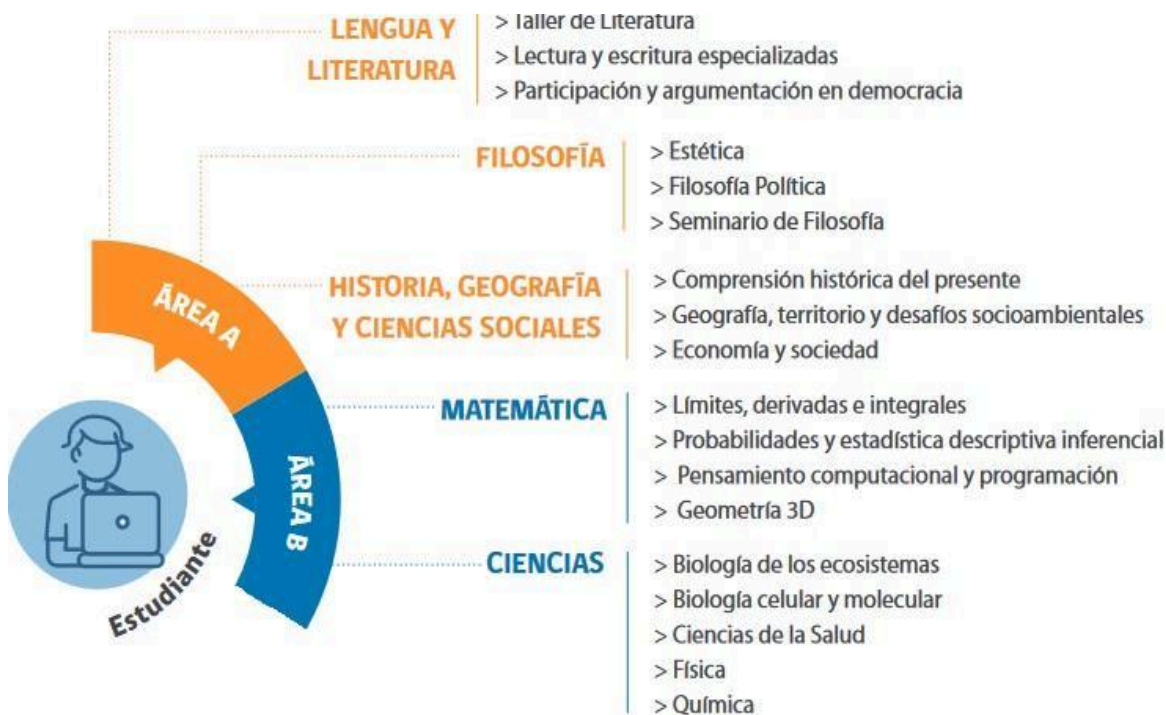 LENGUA Y
LITERATURA
> Taller de Literatura
> Lectura y escritura especializadas
> Participación y argumentación en democracia
FILOSOFÍA
> Estética
> Filosofía Política
> Seminario de Filosofía
HISTORIA, GEOGRAFÍA
Y CIENCIAS SOCIALES
> Comprensión histórica del presente
> Geografía, territorio y desafíos socioambientales
> Economía y sociedad
ÁREA A
MATEMÁTICA
> Límites, derivadas e integrales
> Probabilidades y estadística descriptiva inferencial
> Pensamiento computacional y programación
> Geometría 3D
ÁREA B
CIENCIAS
> Biología de los ecosistemas
> Biología celular y molecular
> Ciencias de la Salud
> Física
> Química
Estudiante